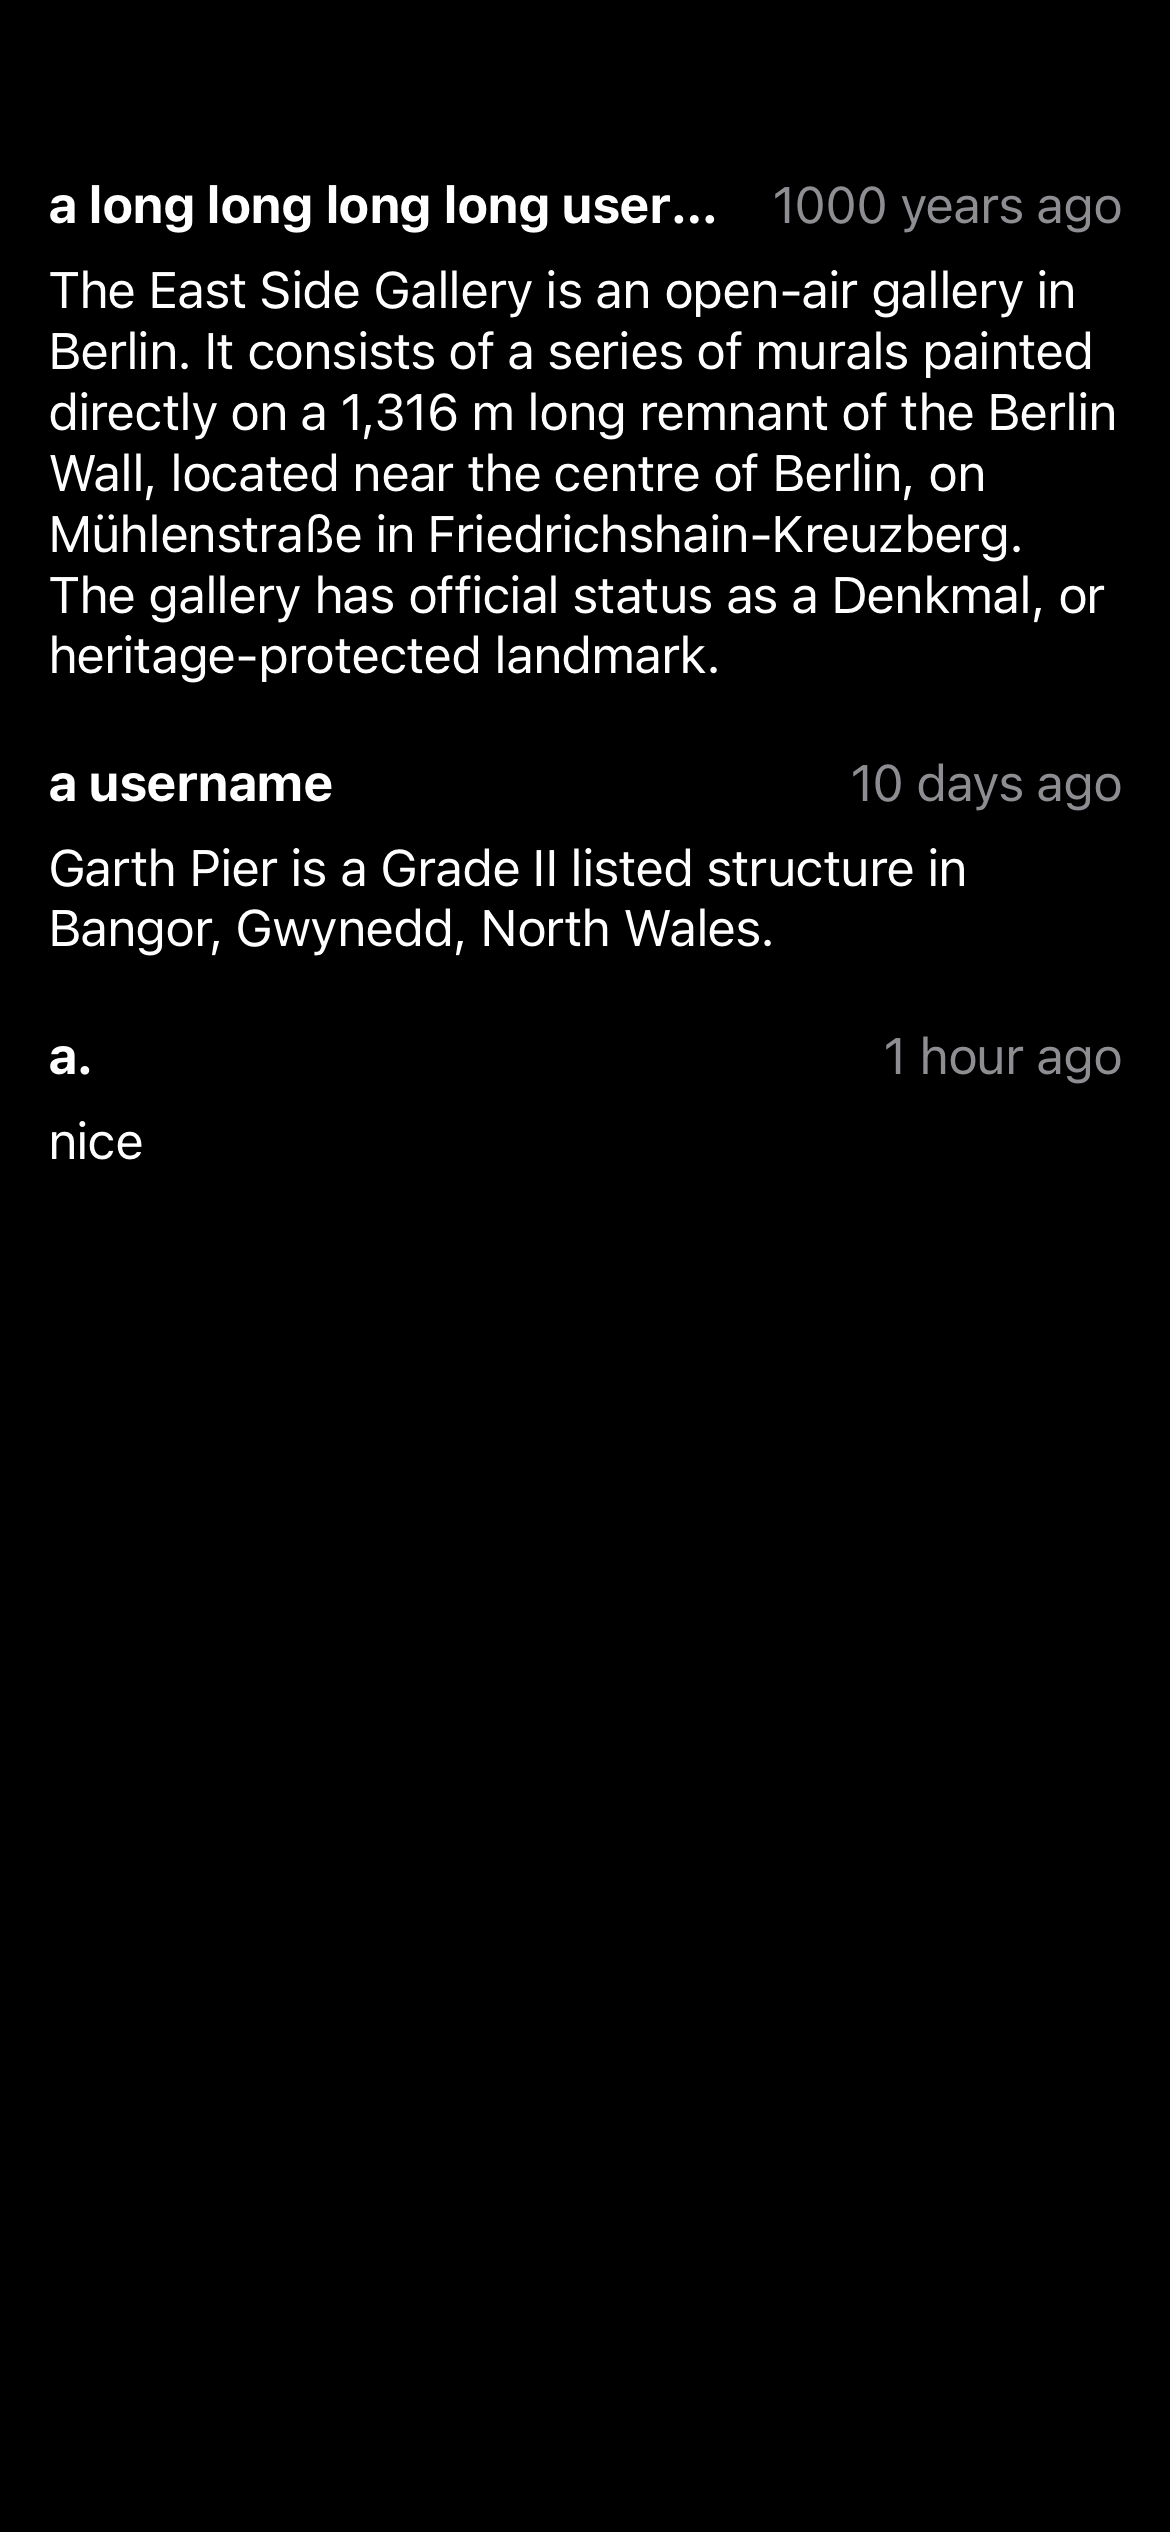 a long long long long user...
1000 years ago
The East Side Gallery is an open-air gallery in
Berlin. It consists of a series of murals painted
directly on a 1,316 m long remnant of the Berlin
Wall, located near the centre of Berlin, on
Mühlenstraße in Friedrichshain-Kreuzberg.
The gallery has official status as a Denkmal, or
heritage-protected landmark.
a username
10 days ago
Garth Pier is a Grade II listed structure in
Bangor, Gwynedd, North Wales.
a.
1 hour ago
nice